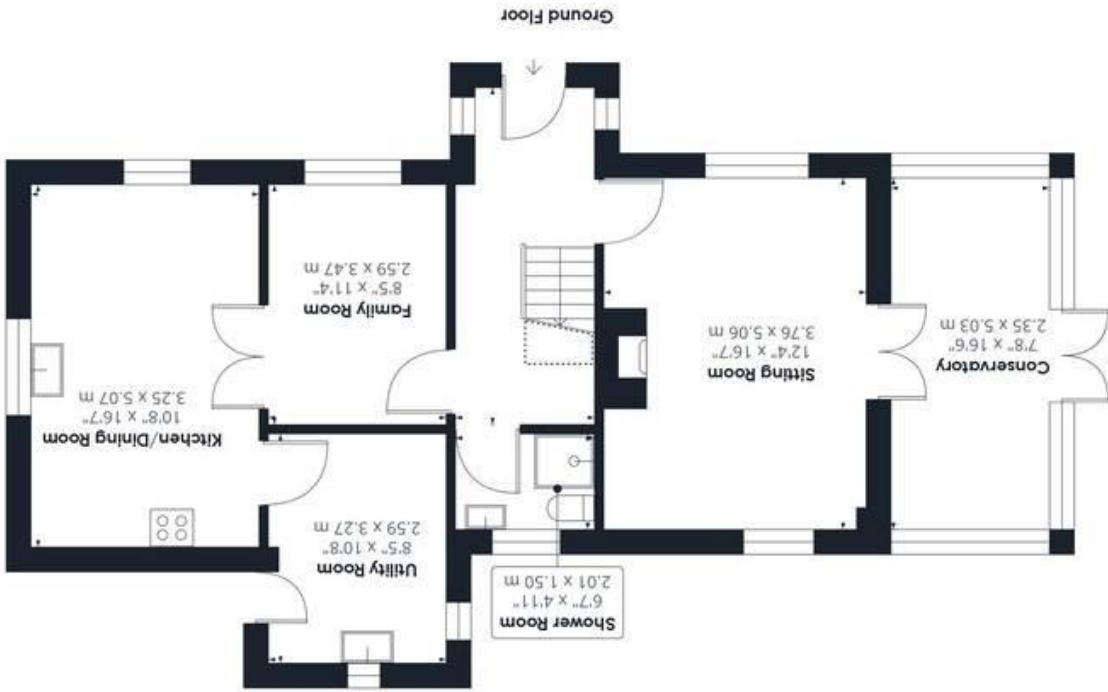 Shower Room
6'7" x 4'11"
2.01 x 1.50 m
Utility Room
8'5" x 10'8"
2.59 x 3.27 m
Kitchen/Dining Room
10'8" x 16'7"
3.25 x 5.07 m
Conservatory
7'8" x 16'6"
2.35 x 5.03 m
Sitting Room
12'4" x 16'7"
3.76 x 5.06 m
Family Room
8'5" x 11'4"
2.59 x 3.47 m
Ground Floor